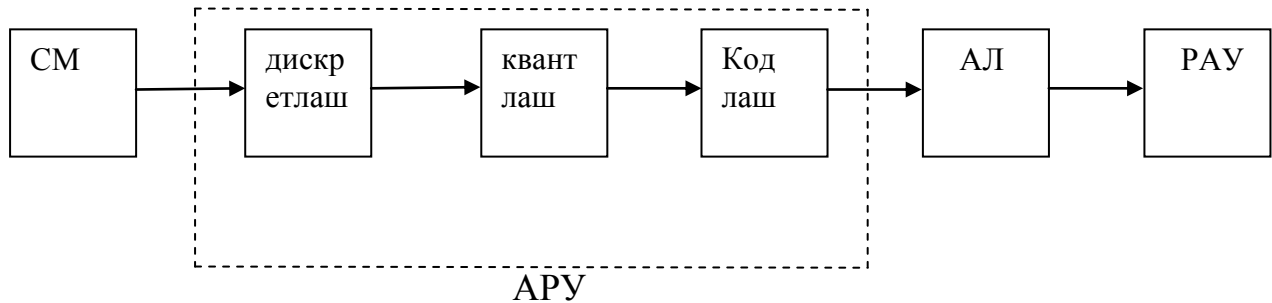 СМ
дискр
етлаш
квант
лаш
Код
лаш
АЛ
РАУ
АРУ